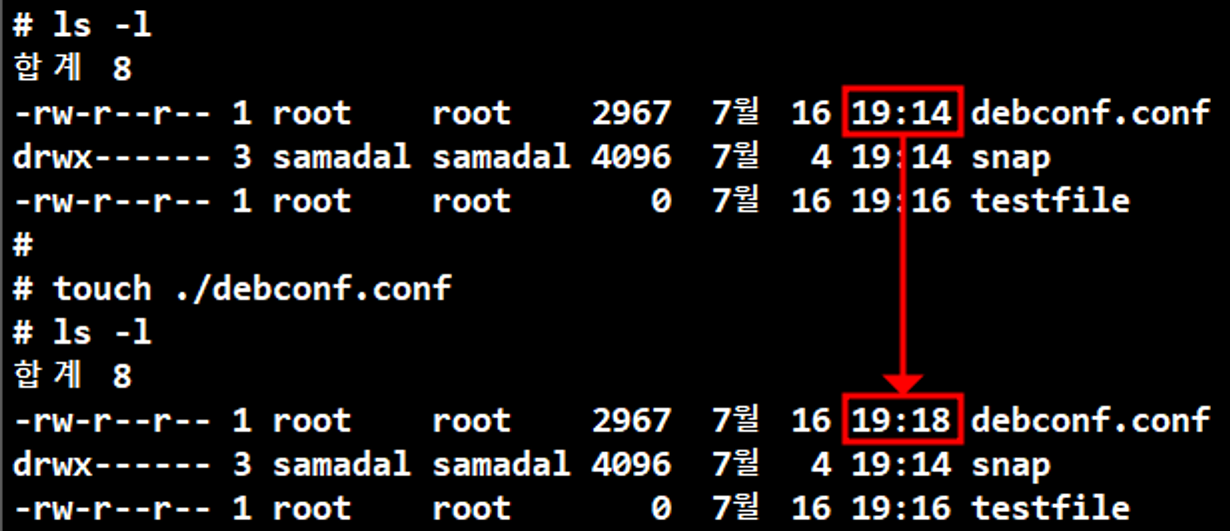 # ls -l
합계 8
-rw-r--r-- 1 root    root    2967  7월  16 19:14 debconf.conf
drwx------ 3 samadal samadal 4096  7월   4 19:14 snap
-rw-r--r-- 1 root    root       0  7월  16 19:16 testfile
#
# touch ./debconf.conf
# ls -l
합계 8
-rw-r--r-- 1 root    root    2967  7월  16 19:18 debconf.conf
drwx------ 3 samadal samadal 4096  7월   4 19:14 snap
-rw-r--r-- 1 root    root       0  7월  16 19:16 testfile